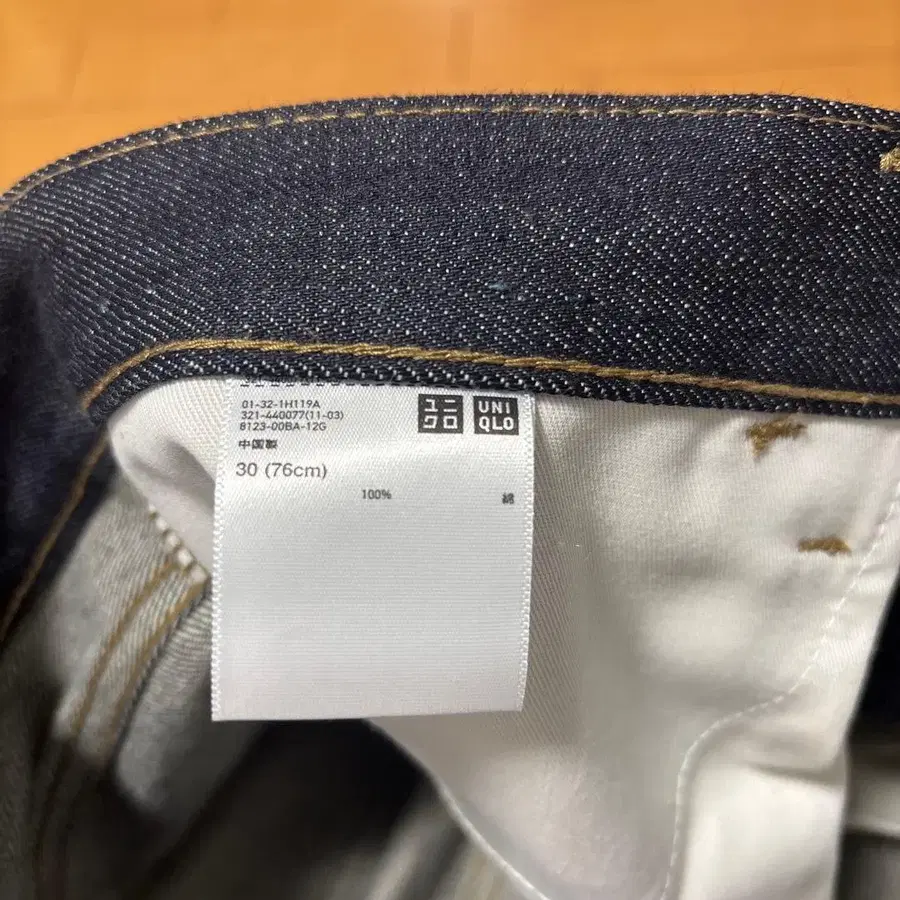 01-32-1H119A
321-440077(11-03)
8123-00BA-12G
中国製
30 (76cm)
100% 綿
ユニ
クロ
UNI
QLO